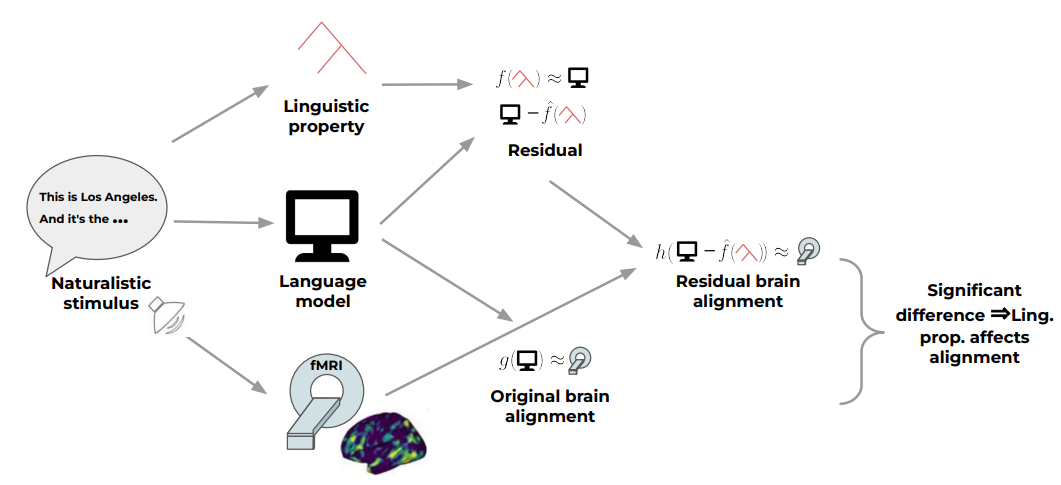 This is Los Angeles.
And it's the •••
Naturalistic
stimulus
Linguistic
property
Language
model
fMRI
f( ) ≈
− f̂( )
Residual
g( ) ≈
Original brain
alignment
h( − f̂( )) ≈
Residual brain
alignment
Significant
difference ⇒Ling.
prop. affects
alignment